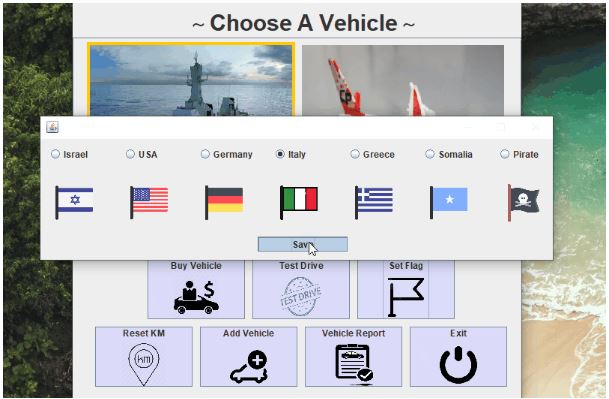 ~ Choose A Vehicle ~
Israel
USA
Germany
Italy
Greece
Somalia
Pirate
Save
Buy Vehicle
Test Drive
Set Flag
TEST DRIVE
Reset KM
Add Vehicle
Vehicle Report
Exit
km